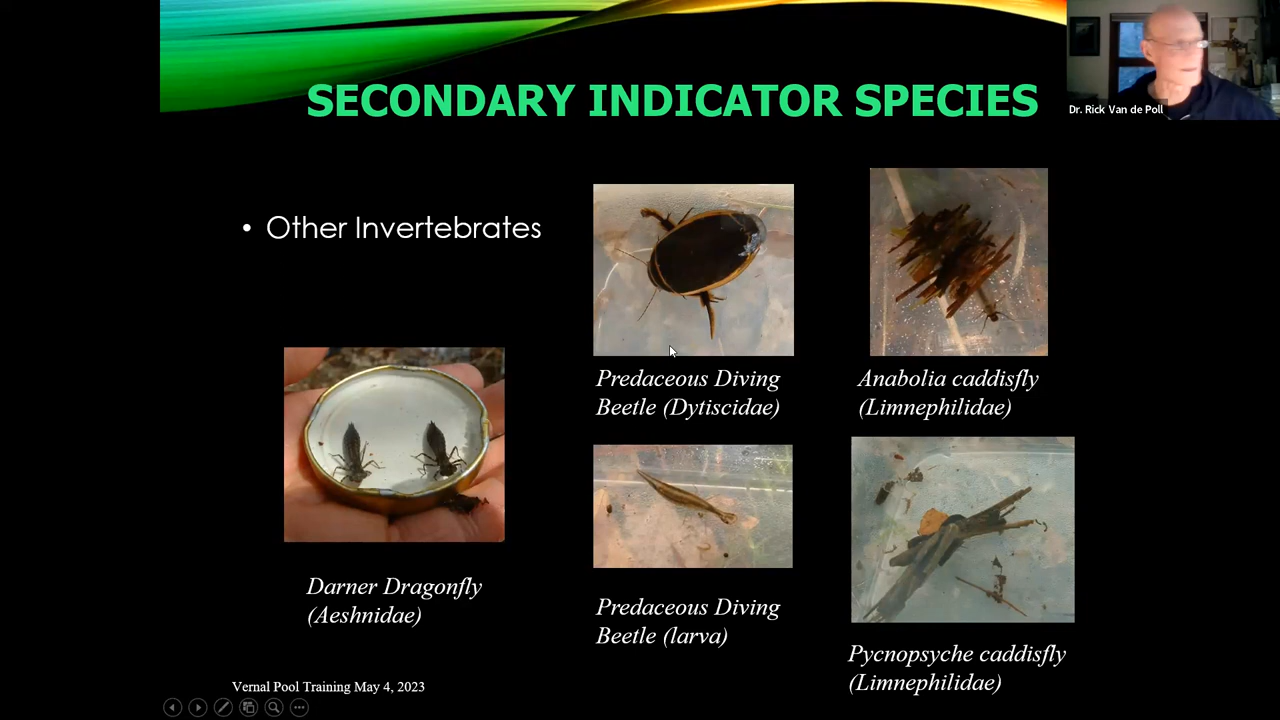 SECONDARY INDICATOR SPECIES
Dr. Rick Van de Poll
• Other Invertebrates
Predaceous Diving
Beetle (Dytiscidae)
Anabolia caddisfly
(Limnephilidae)
Darner Dragonfly
(Aeshnidae)
Predaceous Diving
Beetle (larva)
Pycnopsyche caddisfly
(Limnephilidae)
Vernal Pool Training May 4, 2023